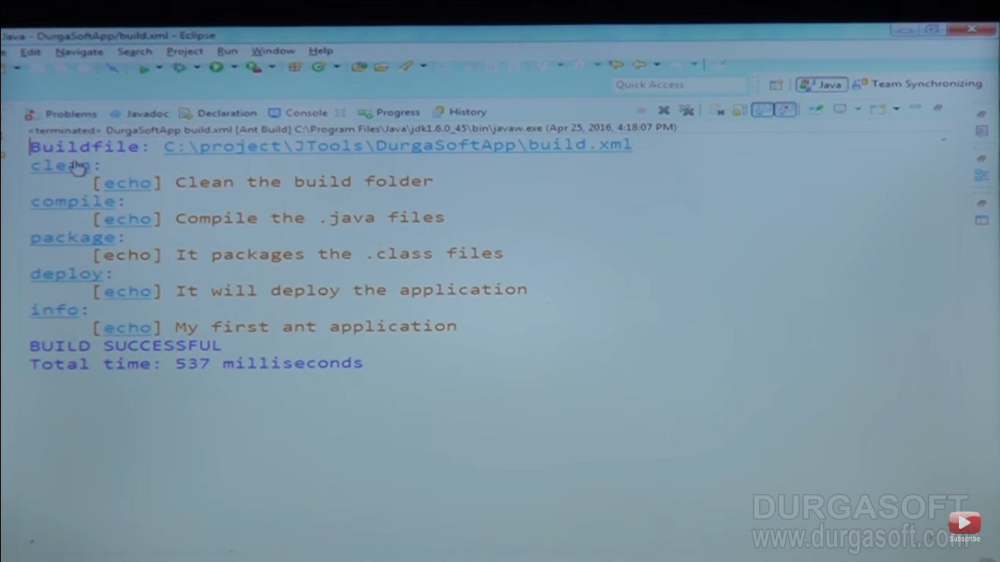 Java - DurgaSoftApp/build.xml - Eclipse
Edit Navigate Search Project Run Window Help
Quick Access Java Team Synchronizing
Problems Javadoc Declaration Console Progress History
<terminated> DurgaSoftApp build.xml [Ant Build] C:\Program Files\Java\jdk1.6.0_45\bin\javaw.exe (Apr 25, 2016, 4:18:07 PM)
Buildfile: C:\project\JTools\DurgaSoftApp\build.xml
clean:
[echo] Clean the build folder
compile:
[echo] Compile the .java files
package:
[echo] It packages the .class files
deploy:
[echo] It will deploy the application
info:
[echo] My first ant application
BUILD SUCCESSFUL
Total time: 537 milliseconds
DURGASOFT
www.durgasoft.com
Subscribe